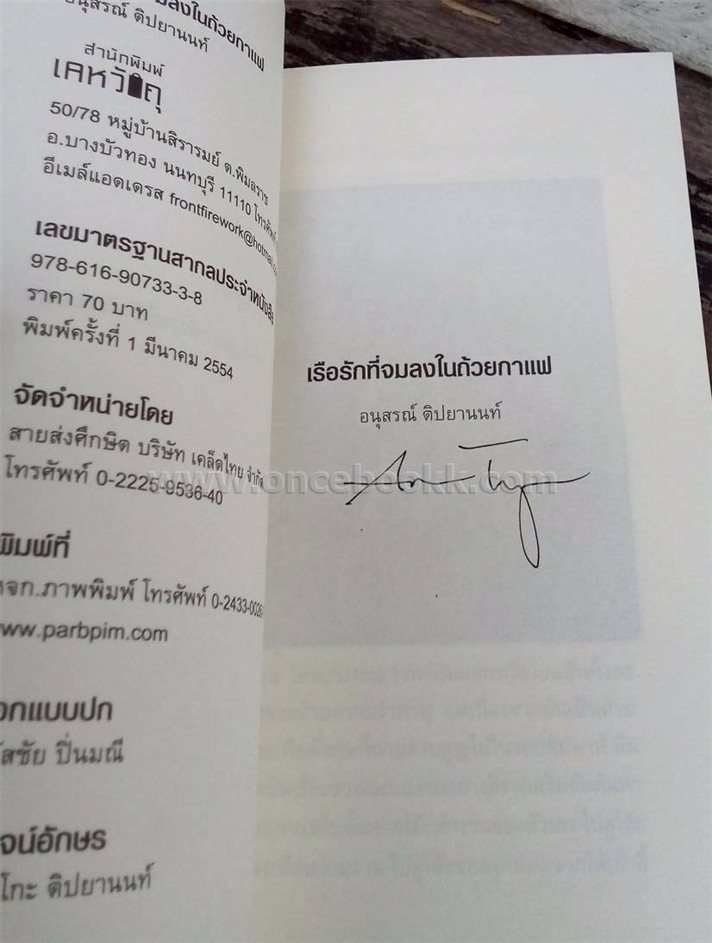 จมลงในถ้วยกาแฟ
อนุสรณ์ ติปยานนท์
สำนักพิมพ์
เคหวัตถุ
50/78 หมู่บ้านสิรารมย์ ต.พิมลราช
อ.บางบัวทอง นนทบุรี 11110
อีเมล์แอดเดรส frontfirework@hotmail
เลขมาตรฐานสากลประจำหนังสือ
978-616-90733-3-8
ราคา 70 บาท
พิมพ์ครั้งที่ 1 มีนาคม 2554
จัดจำหน่ายโดย
สายส่งศึกษิต บริษัท เคล็ดไทย จำกัด
โทรศัพท์ 0-2225-9536-40
พิมพ์ที่
หจก.ภาพพิมพ์ โทรศัพท์ 0-2433-0026
www.parbpim.com
อกแบบปก
ัสชัย ปิ่นมณี
จน์อักษร
โกะ ติปยานนท์
เรือรักที่จมลงในถ้วยกาแฟ
อนุสรณ์ ติปยานนท์
www.oncebookk.com